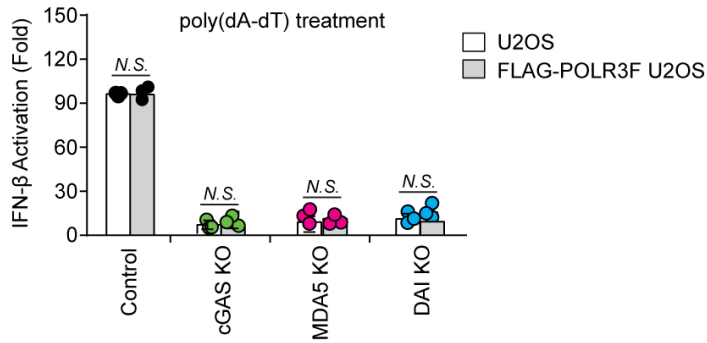 poly(dA-dT) treatment
IFN-β Activation (Fold)
150
120
90
60
30
0
N.S.
N.S.
N.S.
N.S.
Control
cGAS KO
MDA5 KO
DAI KO
U2OS
FLAG-POLR3F U2OS